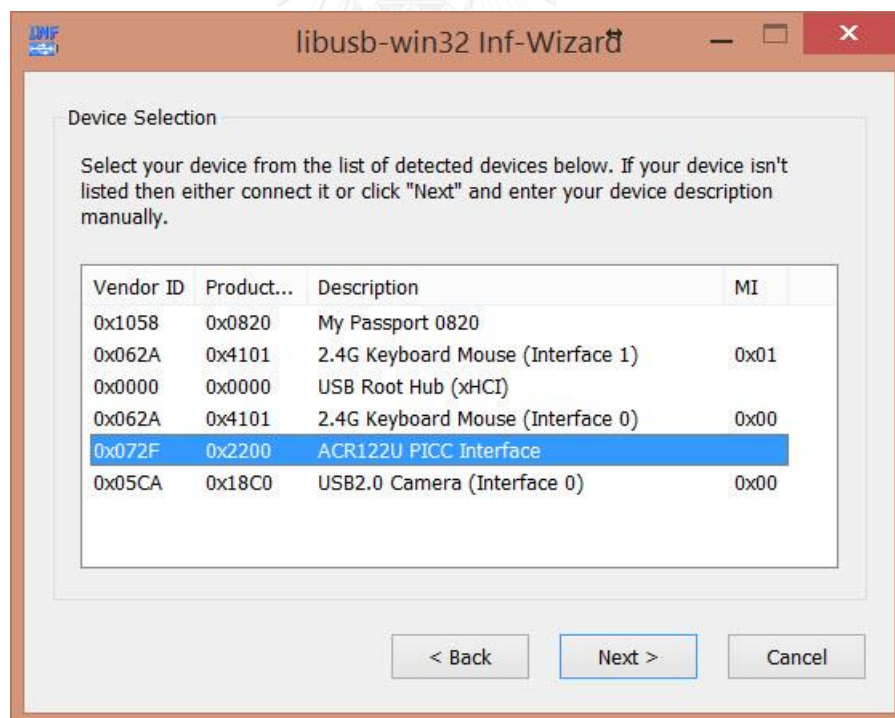 libusb-win32 Inf-Wizard
Device Selection
Select your device from the list of detected devices below. If your device isn't
listed then either connect it or click "Next" and enter your device description
manually.
Vendor ID Product... Description MI
0x1058 0x0820 My Passport 0820
0x062A 0x4101 2.4G Keyboard Mouse (Interface 1) 0x01
0x0000 0x0000 USB Root Hub (xHCI)
0x062A 0x4101 2.4G Keyboard Mouse (Interface 0) 0x00
0x072F 0x2200 ACR122U PICC Interface
0x05CA 0x18C0 USB2.0 Camera (Interface 0) 0x00
< Back Next > Cancel